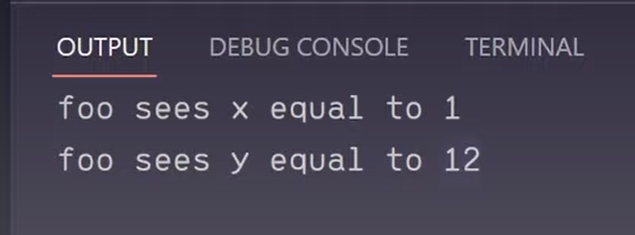 OUTPUT DEBUG CONSOLE TERMINAL
foo sees x equal to 1
foo sees y equal to 12